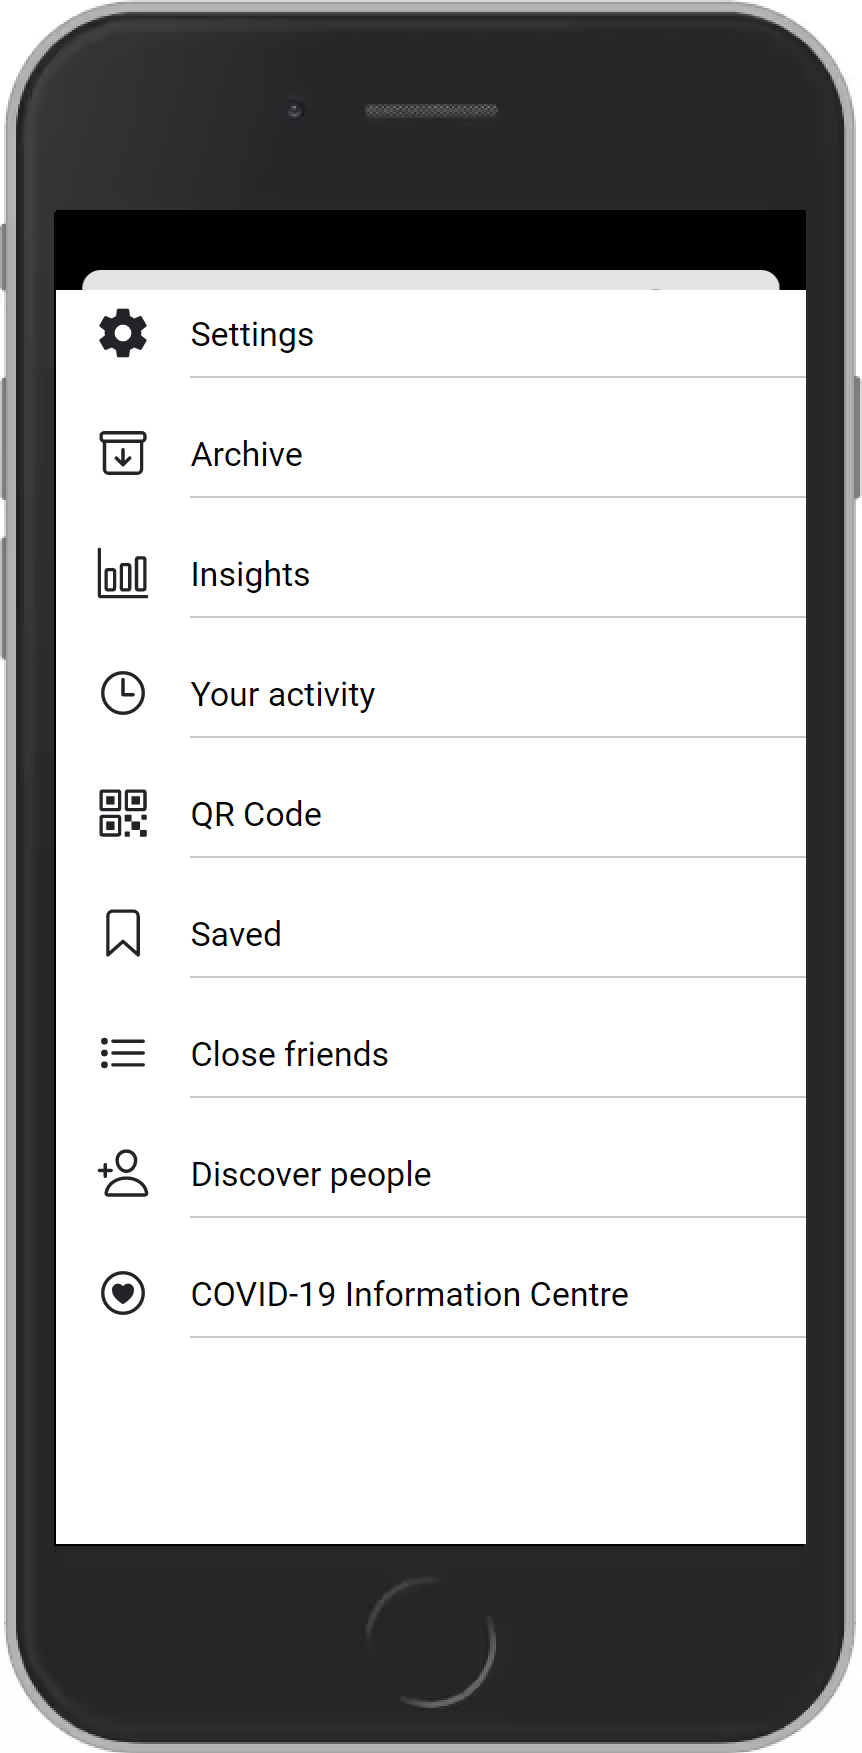 Settings
Archive
Insights
Your activity
QR Code
Saved
Close friends
Discover people
COVID-19 Information Centre